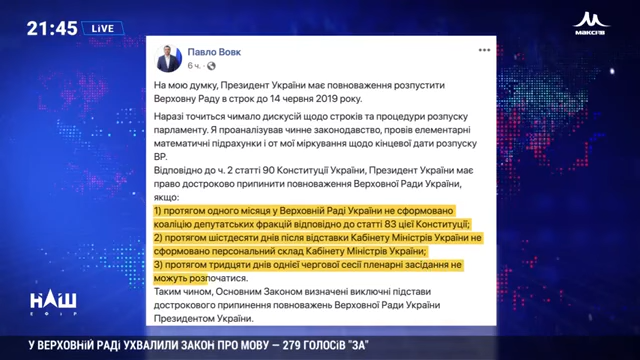 21:45 LIVE
МАКСІТВ
Павло Вовк
6 ч. ·
На мою думку, Президент України має повноваження розпустити
Верховну Раду в строк до 14 червня 2019 року.
Наразі точиться чимало дискусій щодо строків та процедури розпуску
парламенту. Я проаналізував чинне законодавство, провів елементарні
математичні підрахунки і от мої міркування щодо кінцевої дати розпуску
ВР.
Відповідно до ч. 2 статті 90 Конституції України, Президент України має
право достроково припинити повноваження Верховної Ради України,
якщо:
1) протягом одного місяця у Верховній Раді України не сформовано
коаліцію депутатських фракцій відповідно до статті 83 цієї Конституції;
2) протягом шістдесяти днів після відставки Кабінету Міністрів України не
сформовано персональний склад Кабінету Міністрів України;
3) протягом тридцяти днів однієї чергової сесії пленарні засідання не
можуть розпочатися.
Таким чином, Основним Законом визначені виключні підстави
дострокового припинення повноважень Верховної Ради України
Президентом України.
НАШ
ЕФІР
У ВЕРХОВНІЙ РАДІ УХВАЛИЛИ ЗАКОН ПРО МОВУ — 279 ГОЛОСІВ "ЗА"